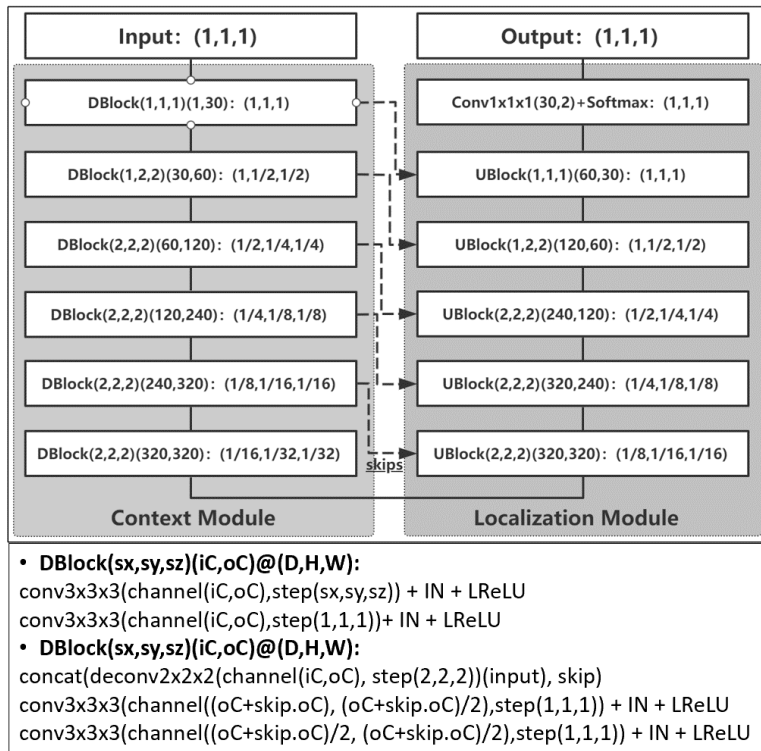 Input: (1,1,1)
DBlock(1,1,1)(1,30): (1,1,1)
DBlock(1,2,2)(30,60): (1,1/2,1/2)
DBlock(2,2,2)(60,120): (1/2,1/4,1/4)
DBlock(2,2,2)(120,240): (1/4,1/8,1/8)
DBlock(2,2,2)(240,320): (1/8,1/16,1/16)
DBlock(2,2,2)(320,320): (1/16,1/32,1/32)
Context Module
skips
Output: (1,1,1)
Conv1x1x1(30,2)+Softmax: (1,1,1)
UBlock(1,1,1)(60,30): (1,1,1)
UBlock(1,2,2)(120,60): (1,1/2,1/2)
UBlock(2,2,2)(240,120): (1/2,1/4,1/4)
UBlock(2,2,2)(320,240): (1/4,1/8,1/8)
UBlock(2,2,2)(320,320): (1/8,1/16,1/16)
Localization Module
• DBlock(sx,sy,sz)(iC,oC)@(D,H,W):
conv3x3x3(channel(iC,oC),step(sx,sy,sz)) + IN + LReLU
conv3x3x3(channel(iC,oC),step(1,1,1))+ IN + LReLU
• DBlock(sx,sy,sz)(iC,oC)@(D,H,W):
concat(deconv2x2x2(channel(iC,oC), step(2,2,2))(input), skip)
conv3x3x3(channel((oC+skip.oC), (oC+skip.oC)/2),step(1,1,1)) + IN + LReLU
conv3x3x3(channel((oC+skip.oC)/2, (oC+skip.oC)/2),step(1,1,1)) + IN + LReLU